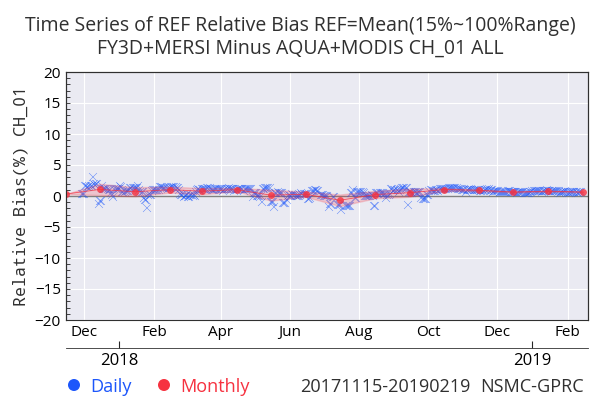 Time Series of REF Relative Bias REF=Mean(15%~100%Range)
FY3D+MERSI Minus AQUA+MODIS CH_01 ALL
Relative Bias(%) CH_01
20
15
10
5
0
−5
−10
−15
−20
Dec Feb Apr Jun Aug Oct Dec Feb
2018 2019
Daily Monthly 20171115-20190219 NSMC-GPRC